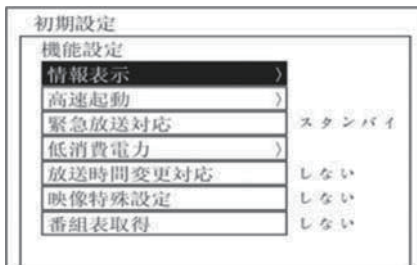 初期設定
機能設定
情報表示 〉
高速起動 〉
緊急放送対応 スタンバイ
低消費電力 〉
放送時間変更対応 しない
映像特殊設定 しない
番組表取得 しない